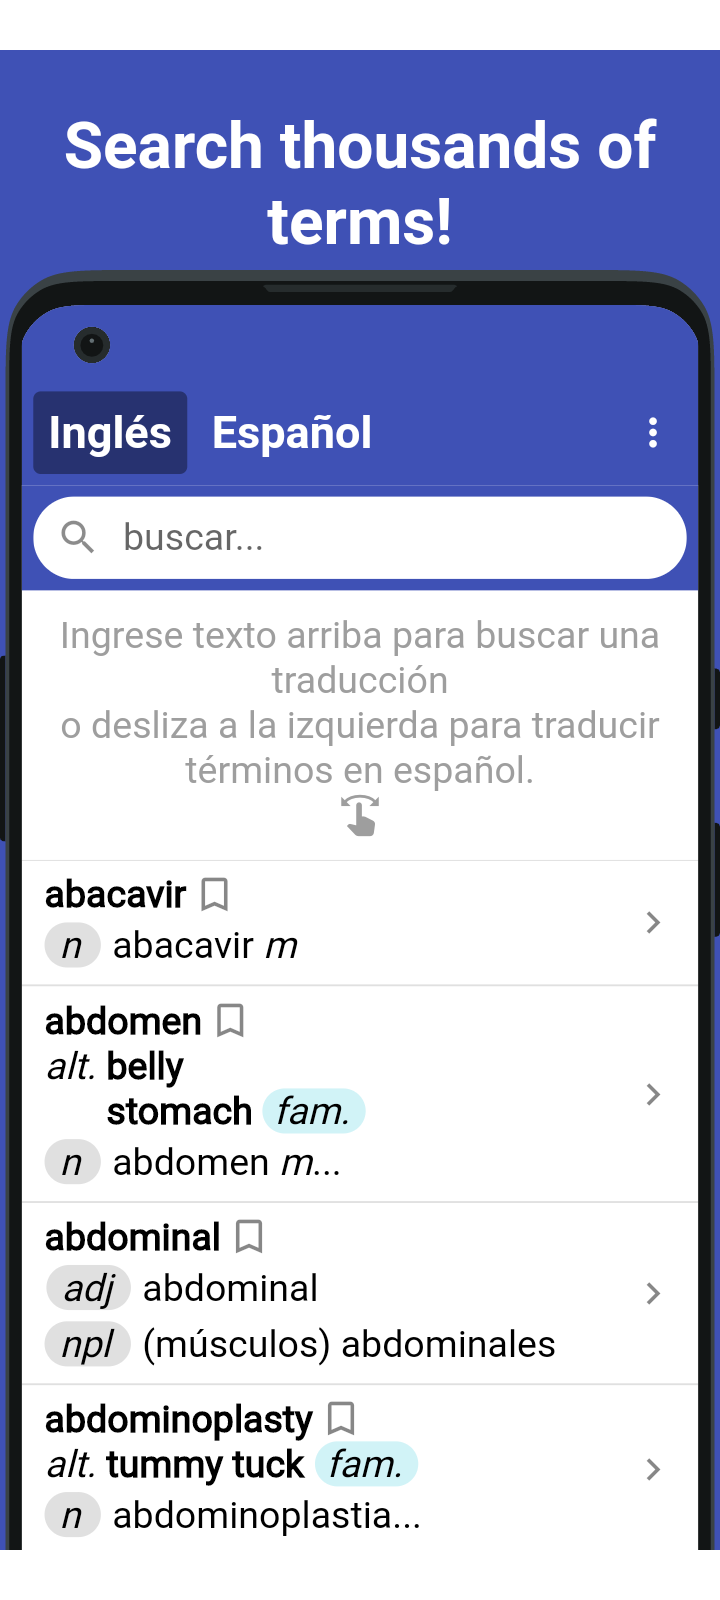 Search thousands of
terms!
Inglés Español
buscar...
Ingrese texto arriba para buscar una
traducción
o desliza a la izquierda para traducir
términos en español.
abacavir
n abacavir m
abdomen
alt. belly
stomach fam.
n abdomen m...
abdominal
adj abdominal
npl (músculos) abdominales
abdominoplasty
alt. tummy tuck fam.
n abdominoplastia...